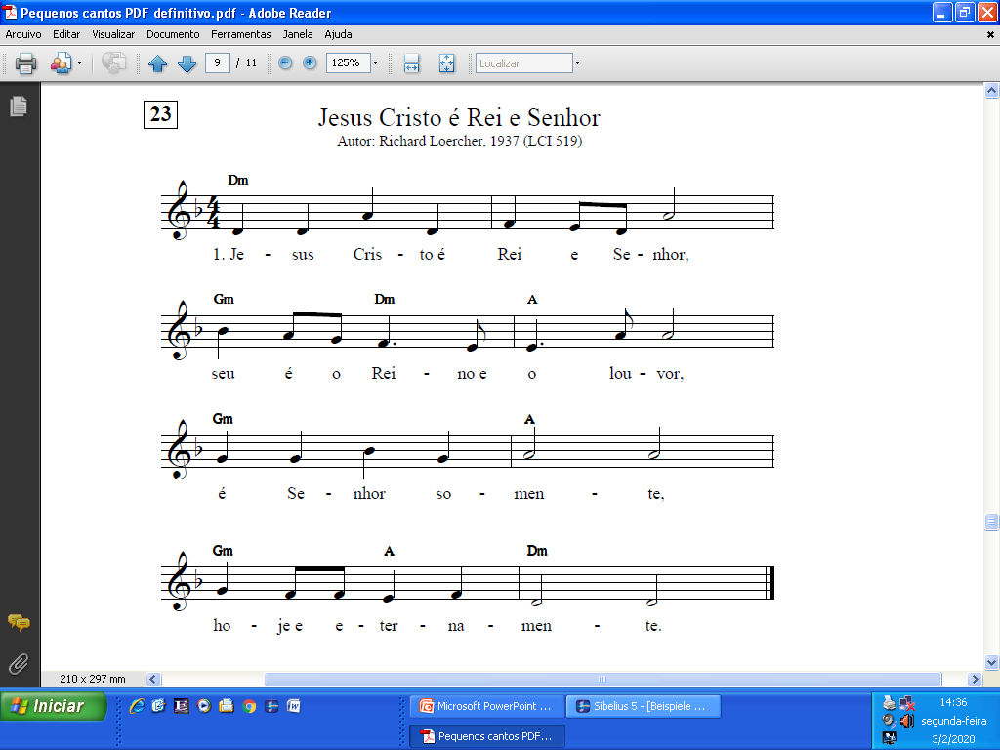 Pequenos cantos PDF definitivo.pdf - Adobe Reader
Arquivo Editar Visualizar Documento Ferramentas Janela Ajuda
9 / 11 125% Localizar
23
Jesus Cristo é Rei e Senhor
Autor: Richard Loercher, 1937 (LCI 519)
Dm
4
4
1. Je - sus Cris - to é Rei e Se - nhor,
Gm Dm A
seu é o Rei - no e o lou - vor,
Gm A
é Se - nhor so - men - te,
Gm A Dm
ho - je e e - ter - na - men - te.
210 x 297 mm
Iniciar
Microsoft PowerPoint ...
Sibelius 5 - [Beispiele ...
Pequenos cantos PDF...
14:36
segunda-feira
3/2/2020